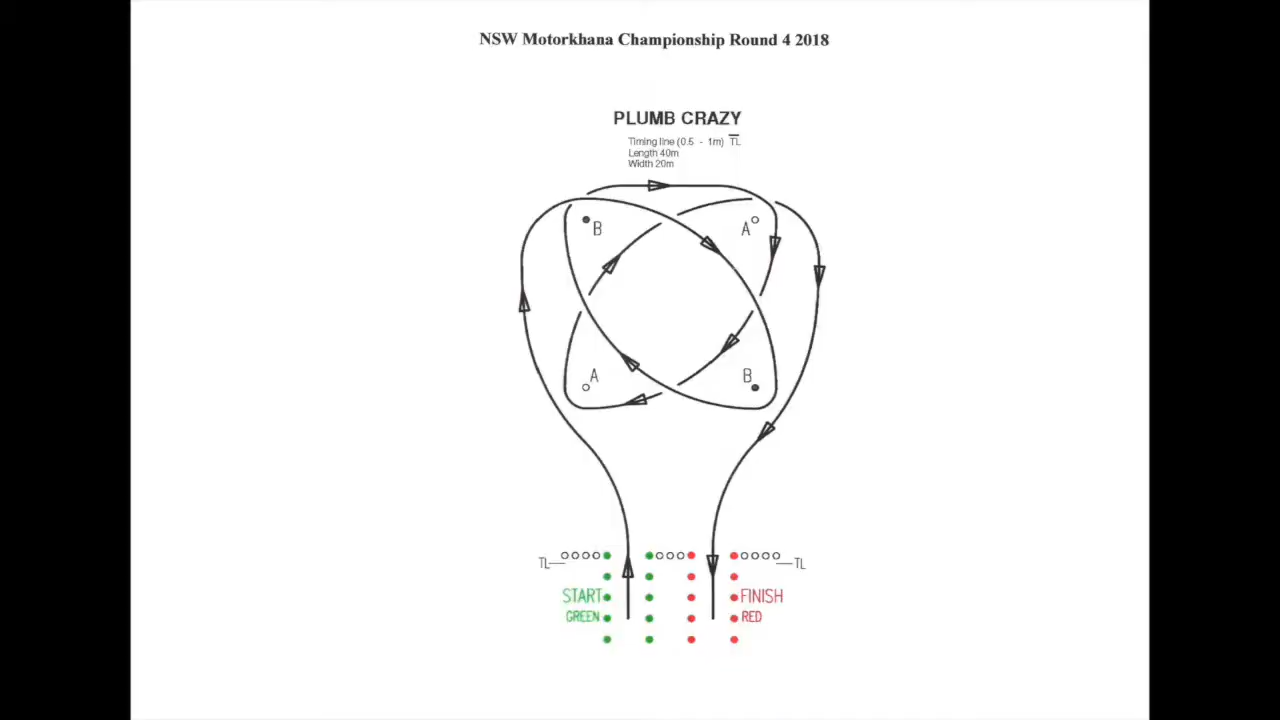 NSW Motorkhana Championship Round 4 2018
PLUMB CRAZY
Timing line (0.5 - 1m) TL
Length 40m
Width 20m
B
A
A
B
TL
TL
START
FINISH
GREEN
RED